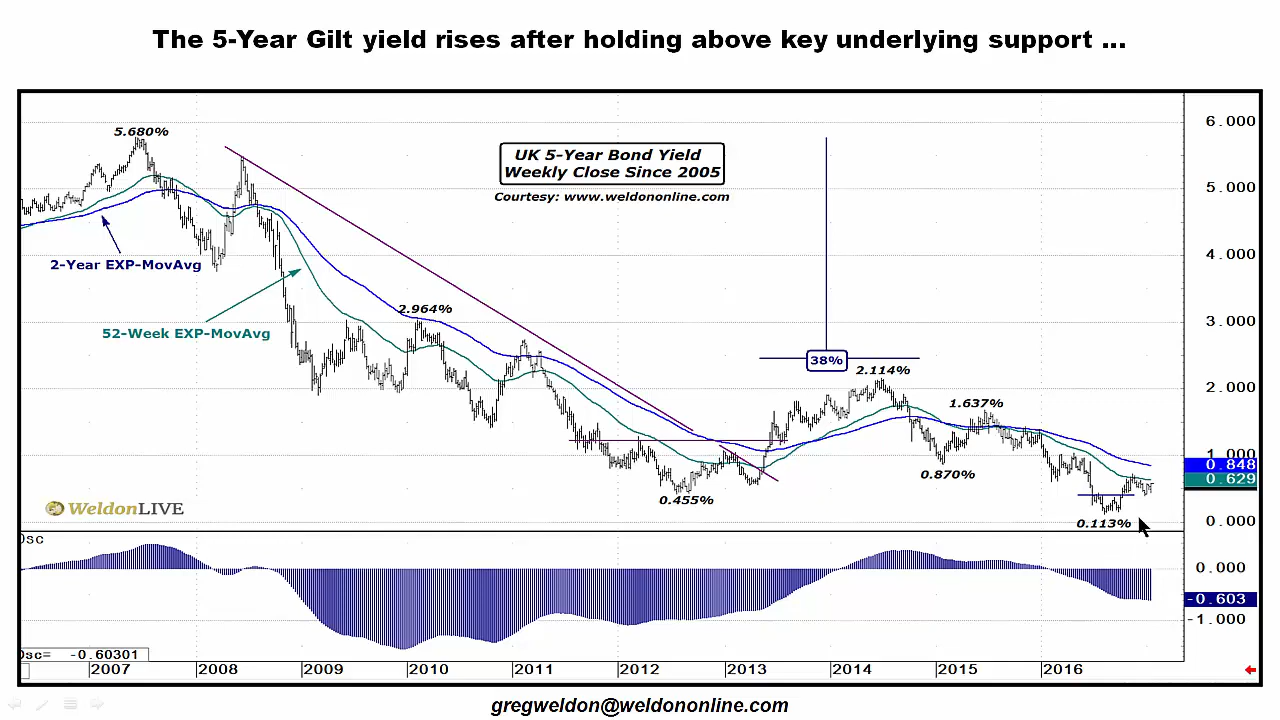 The 5-Year Gilt yield rises after holding above key underlying support ...
5.680%
UK 5-Year Bond Yield
Weekly Close Since 2005
Courtesy: www.weldononline.com
2-Year EXP-MovAvg
52-Week EXP-MovAvg
2.964%
38%
2.114%
1.637%
0.870%
0.455%
0.113%
WeldonLIVE
6.000
5.000
4.000
3.000
2.000
1.000
0.848
0.629
0.000
Osc
0.000
-0.603
-1.000
Osc= -0.60301
2007 2008 2009 2010 2011 2012 2013 2014 2015 2016
gregweldon@weldononline.com